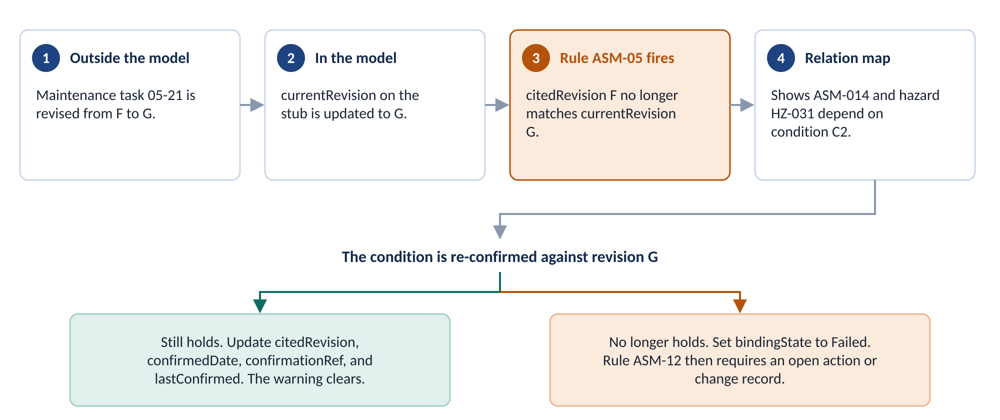 1 Outside the model
Maintenance task 05-21 is
revised from F to G.
2 In the model
currentRevision on the
stub is updated to G.
3 Rule ASM-05 fires
citedRevision F no longer
matches currentRevision
G.
4 Relation map
Shows ASM-014 and hazard
HZ-031 depend on
condition C2.
The condition is re-confirmed against revision G
Still holds. Update citedRevision,
confirmedDate, confirmationRef, and
lastConfirmed. The warning clears.
No longer holds. Set bindingState to Failed.
Rule ASM-12 then requires an open action or
change record.